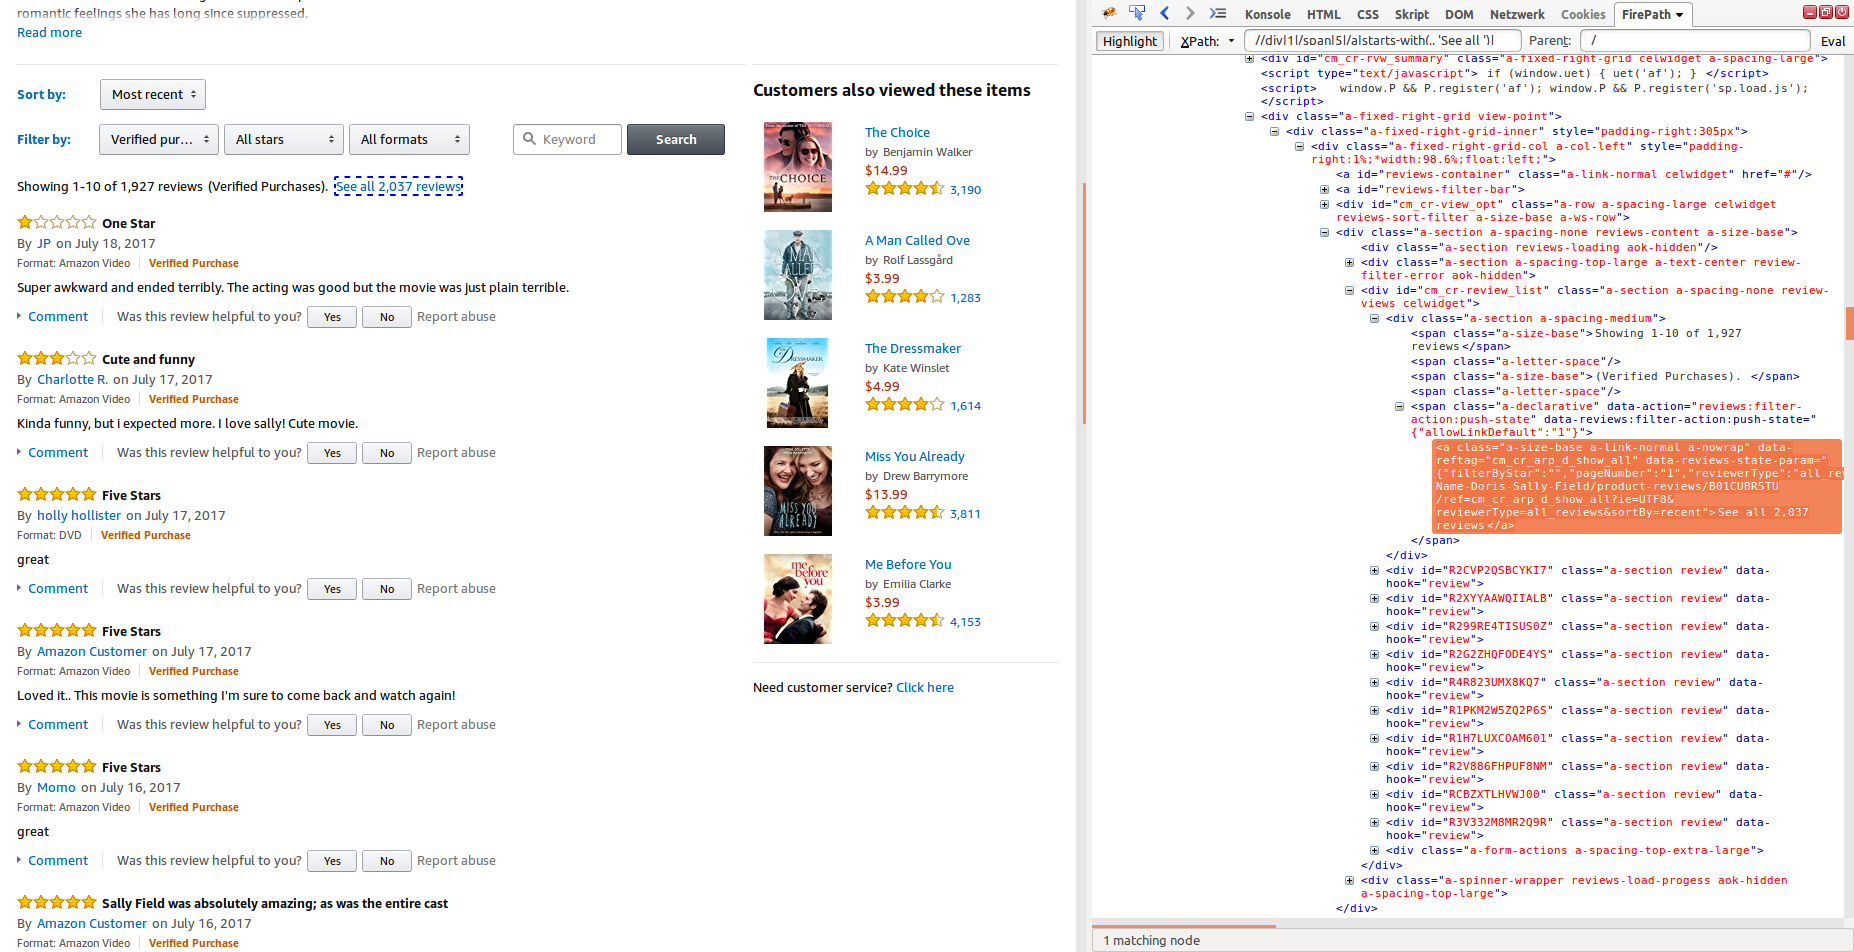 romantic feelings she has long since suppressed.
Read more
Sort by:
Most recent
Filter by:
Verified pur...
All stars
All formats
Keyword
Search
Showing 1-10 of 1,927 reviews (Verified Purchases). See all 2,037 reviews
One Star
By JP on July 18, 2017
Format: Amazon Video | Verified Purchase
Super awkward and ended terribly. The acting was good but the movie was just plain terrible.
Comment | Was this review helpful to you? Yes No Report abuse
Cute and funny
By Charlotte R. on July 17, 2017
Format: Amazon Video | Verified Purchase
Kinda funny, but i expected more. I love sally! Cute movie.
Comment | Was this review helpful to you? Yes No Report abuse
Five Stars
By holly hollister on July 17, 2017
Format: DVD | Verified Purchase
great
Comment | Was this review helpful to you? Yes No Report abuse
Five Stars
By Amazon Customer on July 17, 2017
Format: Amazon Video | Verified Purchase
Loved it.. This movie is something I'm sure to come back and watch again!
Comment | Was this review helpful to you? Yes No Report abuse
Five Stars
By Momo on July 16, 2017
Format: Amazon Video | Verified Purchase
great
Comment | Was this review helpful to you? Yes No Report abuse
Sally Field was absolutely amazing; as was the entire cast
By Amazon Customer on July 16, 2017
Format: Amazon Video | Verified Purchase
Customers also viewed these items
THE CHOICE
The Choice
by Benjamin Walker
$14.99
3,190
A MAN CALLED OVE
A Man Called Ove
by Rolf Lassgård
$3.99
1,283
DRESSMAKER
The Dressmaker
by Kate Winslet
$4.99
1,614
MISS YOU ALREADY
Miss You Already
by Drew Barrymore
$13.99
3,811
me before you
Me Before You
by Emilia Clarke
$3.99
4,153
Need customer service? Click here
Konsole HTML CSS Skript DOM Netzwerk Cookies FirePath
Highlight XPath: //div[1]/span[5]/a[starts-with(., 'See all ')] Parent: / Eval
<div id="cm_cr-rvw_summary" class="a-fixed-right-grid celwidget a-spacing-large">
<script type="text/javascript"> if (window.uet) { uet('af'); } </script>
<script> window.P && P.register('af'); window.P && P.register('sp.load.js');
</script>
<div class="a-fixed-right-grid view-point">
<div class="a-fixed-right-grid-inner" style="padding-right:305px">
<div class="a-fixed-right-grid-col a-col-left" style="padding-
right:1%;*width:98.6%;float:left;">
<a id="reviews-container" class="a-link-normal celwidget" href="#"/>
<a id="reviews-filter-bar">
<div id="cm_cr-view_opt" class="a-row a-spacing-large celwidget
reviews-sort-filter a-size-base a-ws-row">
<div class="a-section a-spacing-none reviews-content a-size-base">
<div class="a-section reviews-loading aok-hidden"/>
<div class="a-section a-spacing-top-large a-text-center review-
filter-error aok-hidden">
<div id="cm_cr-review_list" class="a-section a-spacing-none review-
views celwidget">
<div class="a-section a-spacing-medium">
<span class="a-size-base">Showing 1-10 of 1,927
reviews</span>
<span class="a-letter-space"/>
<span class="a-size-base">(Verified Purchases). </span>
<span class="a-letter-space"/>
<span class="a-declarative" data-action="reviews:filter-
action:push-state" data-reviews:filter-action:push-state="
{"allowLinkDefault":"1"}">
<a class="a-size-base a-link-normal a-nowrap" data-
reftag="cm_cr_arp_d_show_all" data-reviews-state-param="
{"filterByStar":"","pageNumber":"1","reviewerType":"all_rev
Name-Doris-Sally-Field/product-reviews/B01CUBR5TU
/ref=cm_cr_arp_d_show_all?ie=UTF8&
reviewerType=all_reviews&sortBy=recent">See all 2,037
reviews</a>
</span>
</div>
<div id="R2CVP2QSBCYKI7" class="a-section review" data-
hook="review">
<div id="R2XYYAAWQIIALB" class="a-section review" data-
hook="review">
<div id="R299RE4TISUS0Z" class="a-section review" data-
hook="review">
<div id="R2G2ZHQFODE4YS" class="a-section review" data-
hook="review">
<div id="R4R823UMX8KQ7" class="a-section review" data-
hook="review">
<div id="R1PKM2W5ZQ2P6S" class="a-section review" data-
hook="review">
<div id="R1H7LUXCOAM601" class="a-section review" data-
hook="review">
<div id="R2V886FHPUF8NM" class="a-section review" data-
hook="review">
<div id="RCBZXTLHVWJ00" class="a-section review" data-
hook="review">
<div id="R3V332M8MR2Q9R" class="a-section review" data-
hook="review">
<div class="a-form-actions a-spacing-top-extra-large">
</div>
<div class="a-spinner-wrapper reviews-load-progess aok-hidden
a-spacing-top-large">
</div>
1 matching node